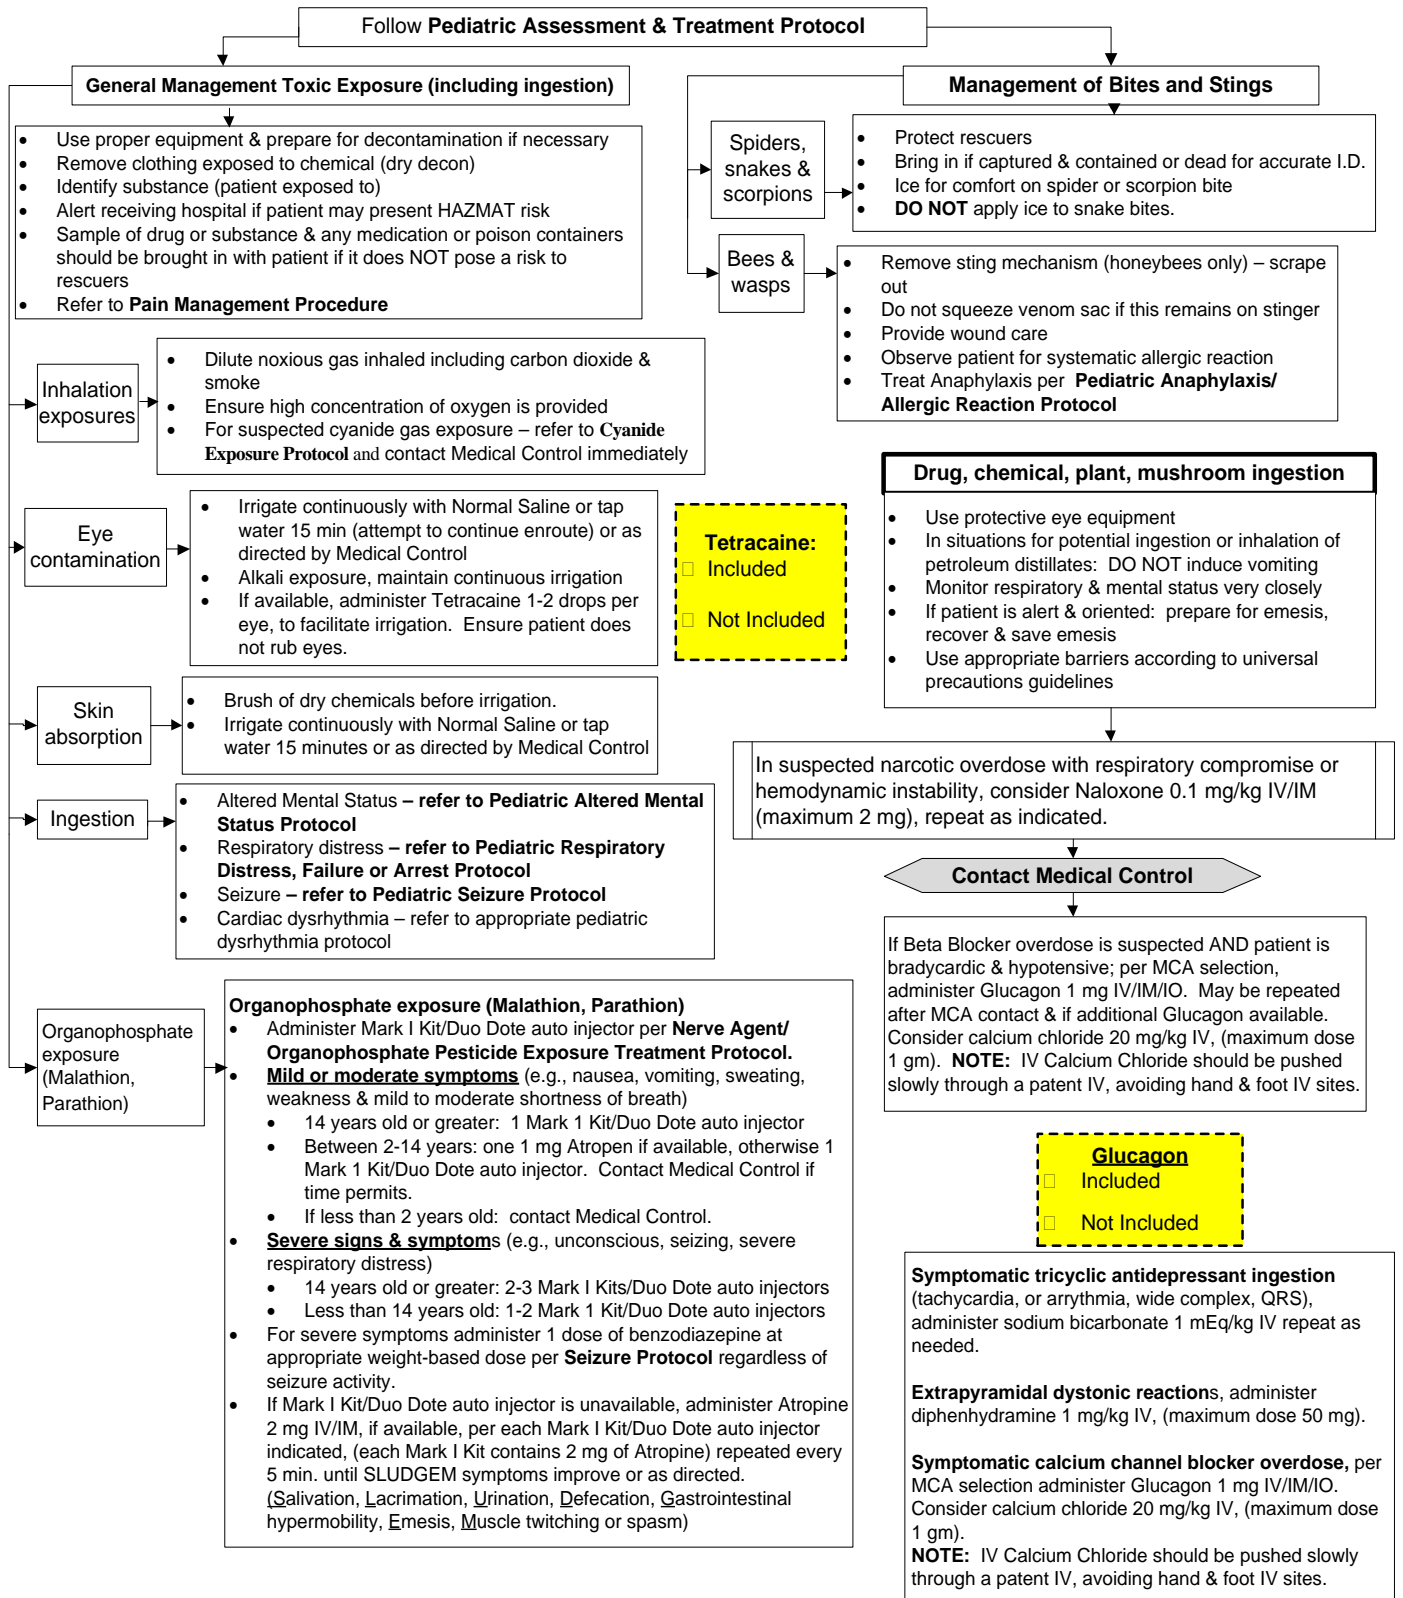 Follow Pediatric Assessment & Treatment Protocol
General Management Toxic Exposure (including ingestion)
• Use proper equipment & prepare for decontamination if necessary
• Remove clothing exposed to chemical (dry decon)
• Identify substance (patient exposed to)
• Alert receiving hospital if patient may present HAZMAT risk
• Sample of drug or substance & any medication or poison containers
should be brought in with patient if it does NOT pose a risk to
rescuers
• Refer to Pain Management Procedure
Inhalation
exposures
• Dilute noxious gas inhaled including carbon dioxide &
smoke
• Ensure high concentration of oxygen is provided
• For suspected cyanide gas exposure – refer to Cyanide
Exposure Protocol and contact Medical Control immediately
Eye
contamination
• Irrigate continuously with Normal Saline or tap
water 15 min (attempt to continue enroute) or as
directed by Medical Control
• Alkali exposure, maintain continuous irrigation
• If available, administer Tetracaine 1-2 drops per
eye, to facilitate irrigation. Ensure patient does
not rub eyes.
Tetracaine:
□ Included
□ Not Included
Skin
absorption
• Brush of dry chemicals before irrigation.
• Irrigate continuously with Normal Saline or tap
water 15 minutes or as directed by Medical Control
Ingestion
• Altered Mental Status – refer to Pediatric Altered Mental
Status Protocol
• Respiratory distress – refer to Pediatric Respiratory
Distress, Failure or Arrest Protocol
• Seizure – refer to Pediatric Seizure Protocol
• Cardiac dysrhythmia – refer to appropriate pediatric
dysrhythmia protocol
Organophosphate
exposure
(Malathion,
Parathion)
Organophosphate exposure (Malathion, Parathion)
• Administer Mark I Kit/Duo Dote auto injector per Nerve Agent/
Organophosphate Pesticide Exposure Treatment Protocol.
• Mild or moderate symptoms (e.g., nausea, vomiting, sweating,
weakness & mild to moderate shortness of breath)
• 14 years old or greater: 1 Mark 1 Kit/Duo Dote auto injector
• Between 2-14 years: one 1 mg Atropen if available, otherwise 1
Mark 1 Kit/Duo Dote auto injector. Contact Medical Control if
time permits.
• If less than 2 years old: contact Medical Control.
• Severe signs & symptoms (e.g., unconscious, seizing, severe
respiratory distress)
• 14 years old or greater: 2-3 Mark I Kits/Duo Dote auto injectors
• Less than 14 years old: 1-2 Mark 1 Kit/Duo Dote auto injectors
• For severe symptoms administer 1 dose of benzodiazepine at
appropriate weight-based dose per Seizure Protocol regardless of
seizure activity.
• If Mark I Kit/Duo Dote auto injector is unavailable, administer Atropine
2 mg IV/IM, if available, per each Mark I Kit/Duo Dote auto injector
indicated, (each Mark I Kit contains 2 mg of Atropine) repeated every
5 min. until SLUDGEM symptoms improve or as directed.
(Salivation, Lacrimation, Urination, Defecation, Gastrointestinal
hypermobility, Emesis, Muscle twitching or spasm)
Management of Bites and Stings
Spiders,
snakes &
scorpions
• Protect rescuers
• Bring in if captured & contained or dead for accurate I.D.
• Ice for comfort on spider or scorpion bite
• DO NOT apply ice to snake bites.
Bees &
wasps
• Remove sting mechanism (honeybees only) – scrape
out
• Do not squeeze venom sac if this remains on stinger
• Provide wound care
• Observe patient for systematic allergic reaction
• Treat Anaphylaxis per Pediatric Anaphylaxis/
Allergic Reaction Protocol
Drug, chemical, plant, mushroom ingestion
• Use protective eye equipment
• In situations for potential ingestion or inhalation of
petroleum distillates: DO NOT induce vomiting
• Monitor respiratory & mental status very closely
• If patient is alert & oriented: prepare for emesis,
recover & save emesis
• Use appropriate barriers according to universal
precautions guidelines
In suspected narcotic overdose with respiratory compromise or
hemodynamic instability, consider Naloxone 0.1 mg/kg IV/IM
(maximum 2 mg), repeat as indicated.
Contact Medical Control
If Beta Blocker overdose is suspected AND patient is
bradycardic & hypotensive; per MCA selection,
administer Glucagon 1 mg IV/IM/IO. May be repeated
after MCA contact & if additional Glucagon available.
Consider calcium chloride 20 mg/kg IV, (maximum dose
1 gm). NOTE: IV Calcium Chloride should be pushed
slowly through a patent IV, avoiding hand & foot IV sites.
Glucagon
□ Included
□ Not Included
Symptomatic tricyclic antidepressant ingestion
(tachycardia, or arrythmia, wide complex, QRS),
administer sodium bicarbonate 1 mEq/kg IV repeat as
needed.
Extrapyramidal dystonic reactions, administer
diphenhydramine 1 mg/kg IV, (maximum dose 50 mg).
Symptomatic calcium channel blocker overdose, per
MCA selection administer Glucagon 1 mg IV/IM/IO.
Consider calcium chloride 20 mg/kg IV, (maximum dose
1 gm).
NOTE: IV Calcium Chloride should be pushed slowly
through a patent IV, avoiding hand & foot IV sites.